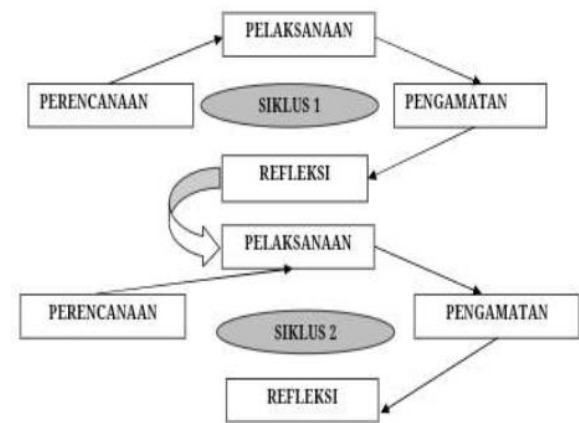 PELAKSANAAN
PERENCANAAN
SIKLUS 1
PENGAMATAN
REFLEKSI
PELAKSANAAN
PERENCANAAN
PENGAMATAN
SIKLUS 2
REFLEKSI